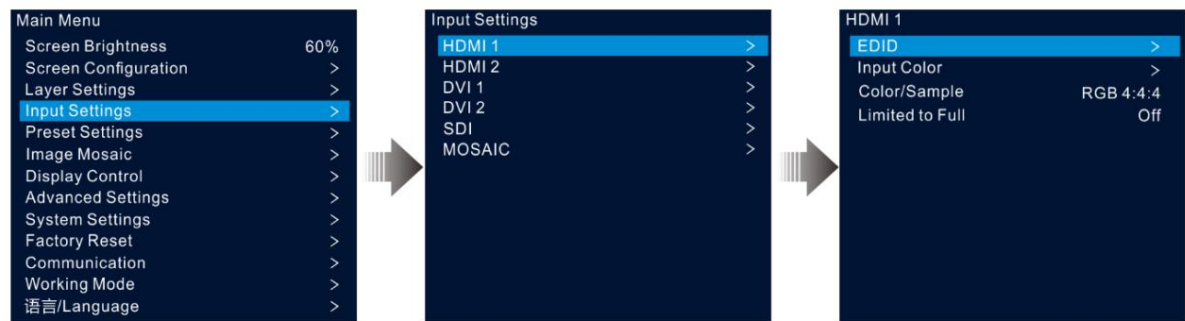 Main Menu
Screen Brightness 60%
Screen Configuration >
Layer Settings >
Input Settings >
Preset Settings >
Image Mosaic >
Display Control >
Advanced Settings >
System Settings >
Factory Reset >
Communication >
Working Mode >
语言/Language >
Input Settings
HDMI 1 >
HDMI 2 >
DVI 1 >
DVI 2 >
SDI >
MOSAIC >
HDMI 1
EDID >
Input Color >
Color/Sample RGB 4:4:4
Limited to Full Off